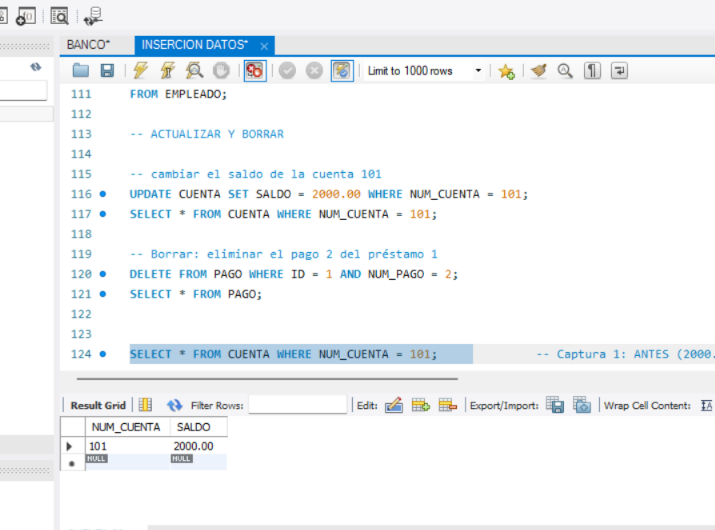 BANCO* INSERCION DATOS* ×
Limit to 1000 rows
111 FROM EMPLEADO;
112
113 -- ACTUALIZAR Y BORRAR
114
115 -- cambiar el saldo de la cuenta 101
116 UPDATE CUENTA SET SALDO = 2000.00 WHERE NUM_CUENTA = 101;
117 SELECT * FROM CUENTA WHERE NUM_CUENTA = 101;
118
119 -- Borrar: eliminar el pago 2 del préstamo 1
120 DELETE FROM PAGO WHERE ID = 1 AND NUM_PAGO = 2;
121 SELECT * FROM PAGO;
122
123
124 SELECT * FROM CUENTA WHERE NUM_CUENTA = 101; -- Captura 1: ANTES (2000.
Result Grid Filter Rows: Edit: Export/Import: Wrap Cell Content: IA
NUM_CUENTA SALDO
101 2000.00
NULL NULL